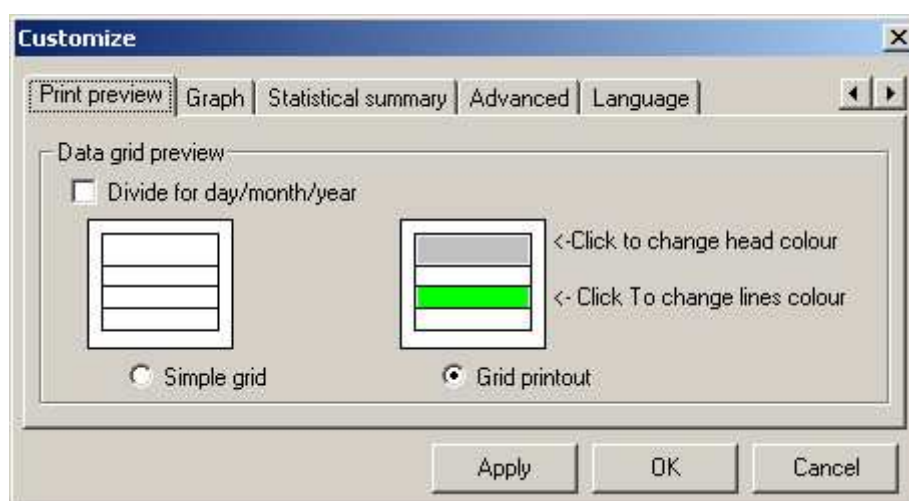 Customize
Print preview Graph Statistical summary Advanced Language
Data grid preview
Divide for day/month/year
<-Click to change head colour
<- Click To change lines colour
Simple grid Grid printout
Apply OK Cancel